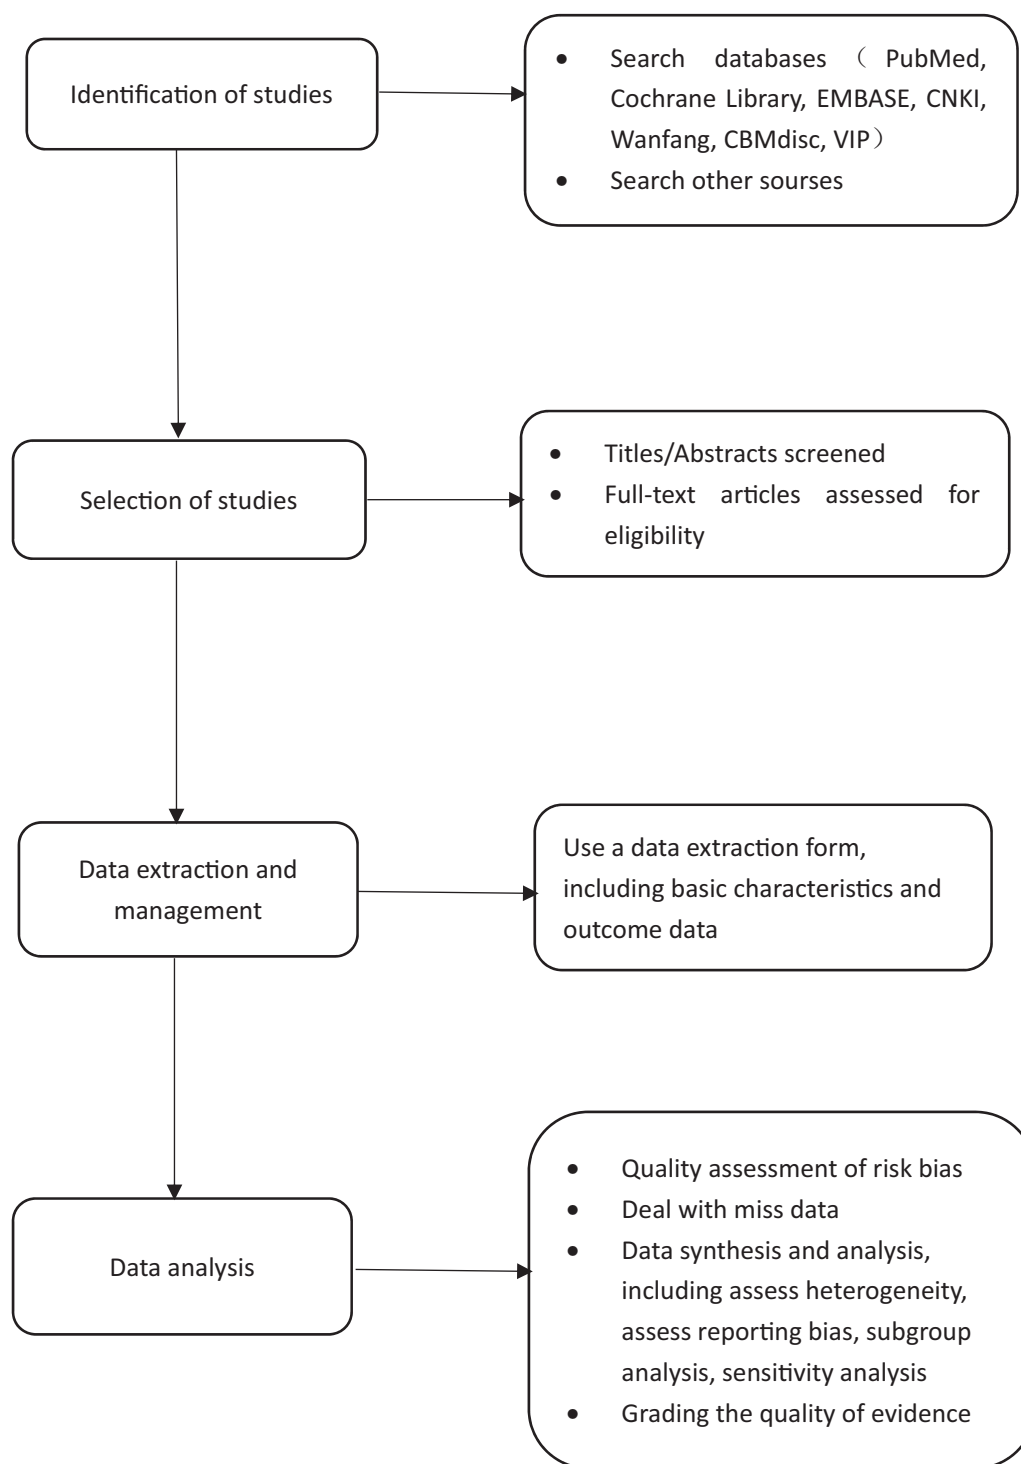 Identification of studies
• Search databases （ PubMed,
Cochrane Library, EMBASE, CNKI,
Wanfang, CBMdisc, VIP）
• Search other sourses
Selection of studies
• Titles/Abstracts screened
• Full-text articles assessed for
eligibility
Data extraction and
management
Use a data extraction form,
including basic characteristics and
outcome data
Data analysis
• Quality assessment of risk bias
• Deal with miss data
• Data synthesis and analysis,
including assess heterogeneity,
assess reporting bias, subgroup
analysis, sensitivity analysis
• Grading the quality of evidence